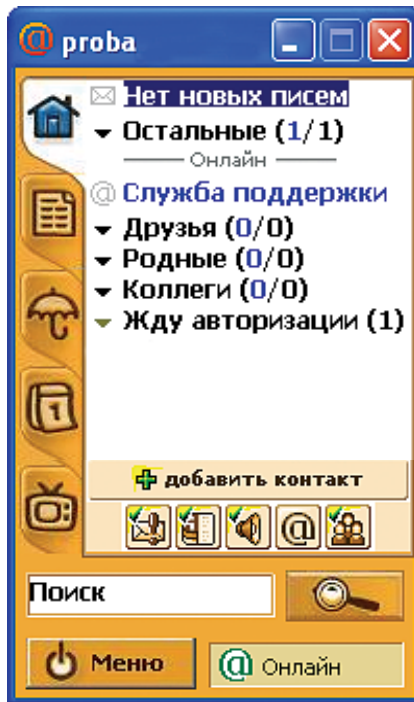 @ proba
Нет новых писем
Остальные (1/1)
Онлайн
@ Служба поддержки
Друзья (0/0)
Родные (0/0)
Коллеги (0/0)
Жду авторизации (1)
1
добавить контакт
@
Поиск
Меню
@ Онлайн